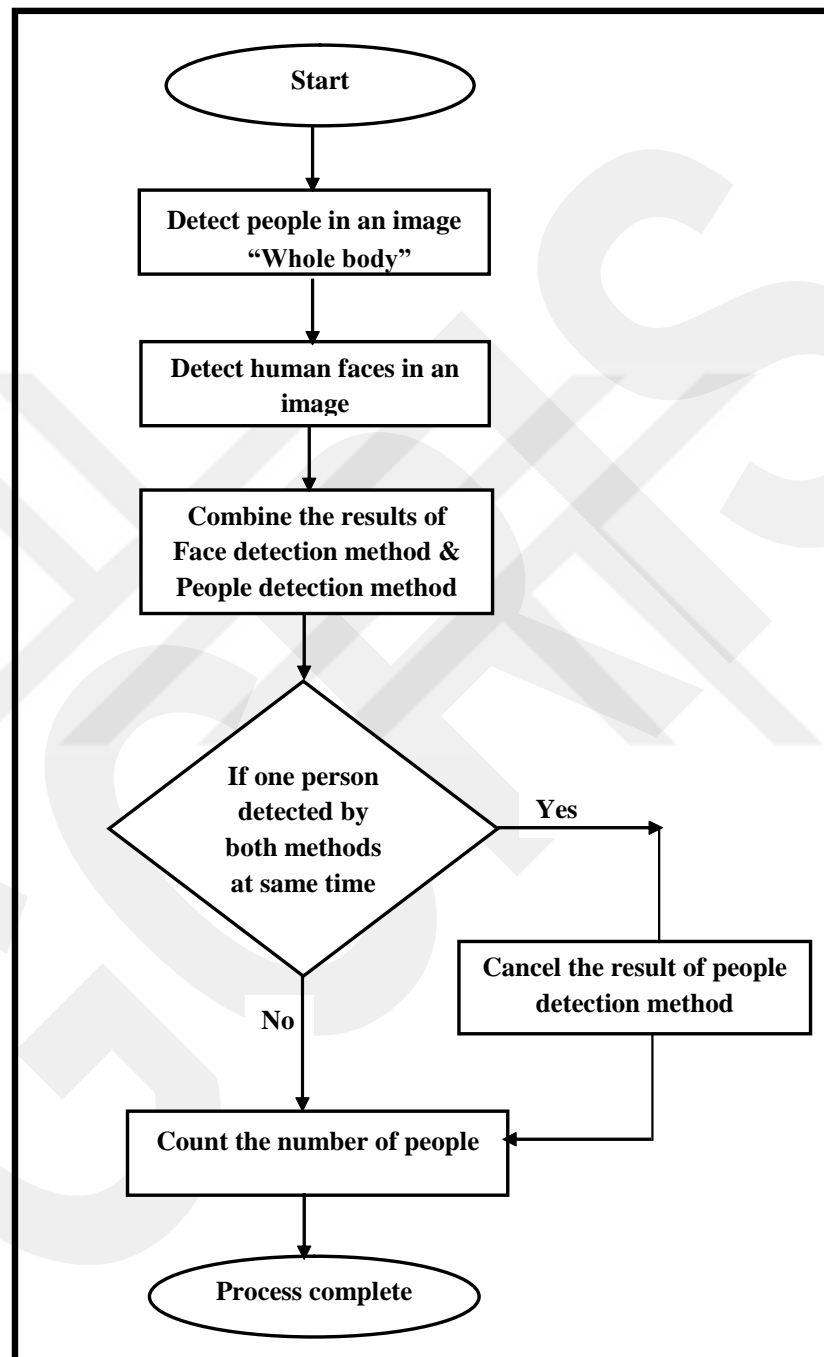 Start
Detect people in an image
“Whole body”
Detect human faces in an
image
Combine the results of
Face detection method &
People detection method
If one person
detected by
both methods
at same time
Yes
Cancel the result of people
detection method
No
Count the number of people
Process complete